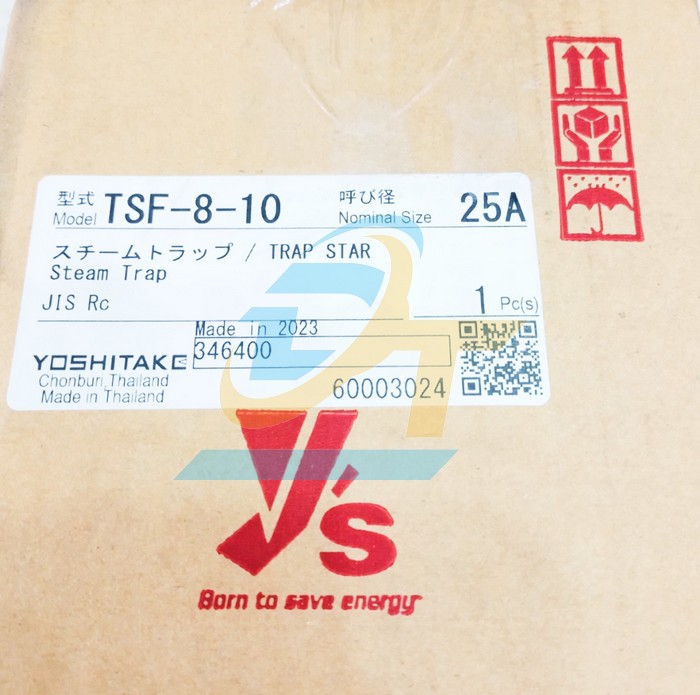 型式 Model TSF-8-10 呼び径 Nominal Size 25A
スチームトラップ / TRAP STAR
Steam Trap
JIS Rc
1 Pc(s)
Made in 2023
346400
YOSHITAKE
Chonburi,Thailand
Made in Thailand
60003024
Y's
Born to save energy